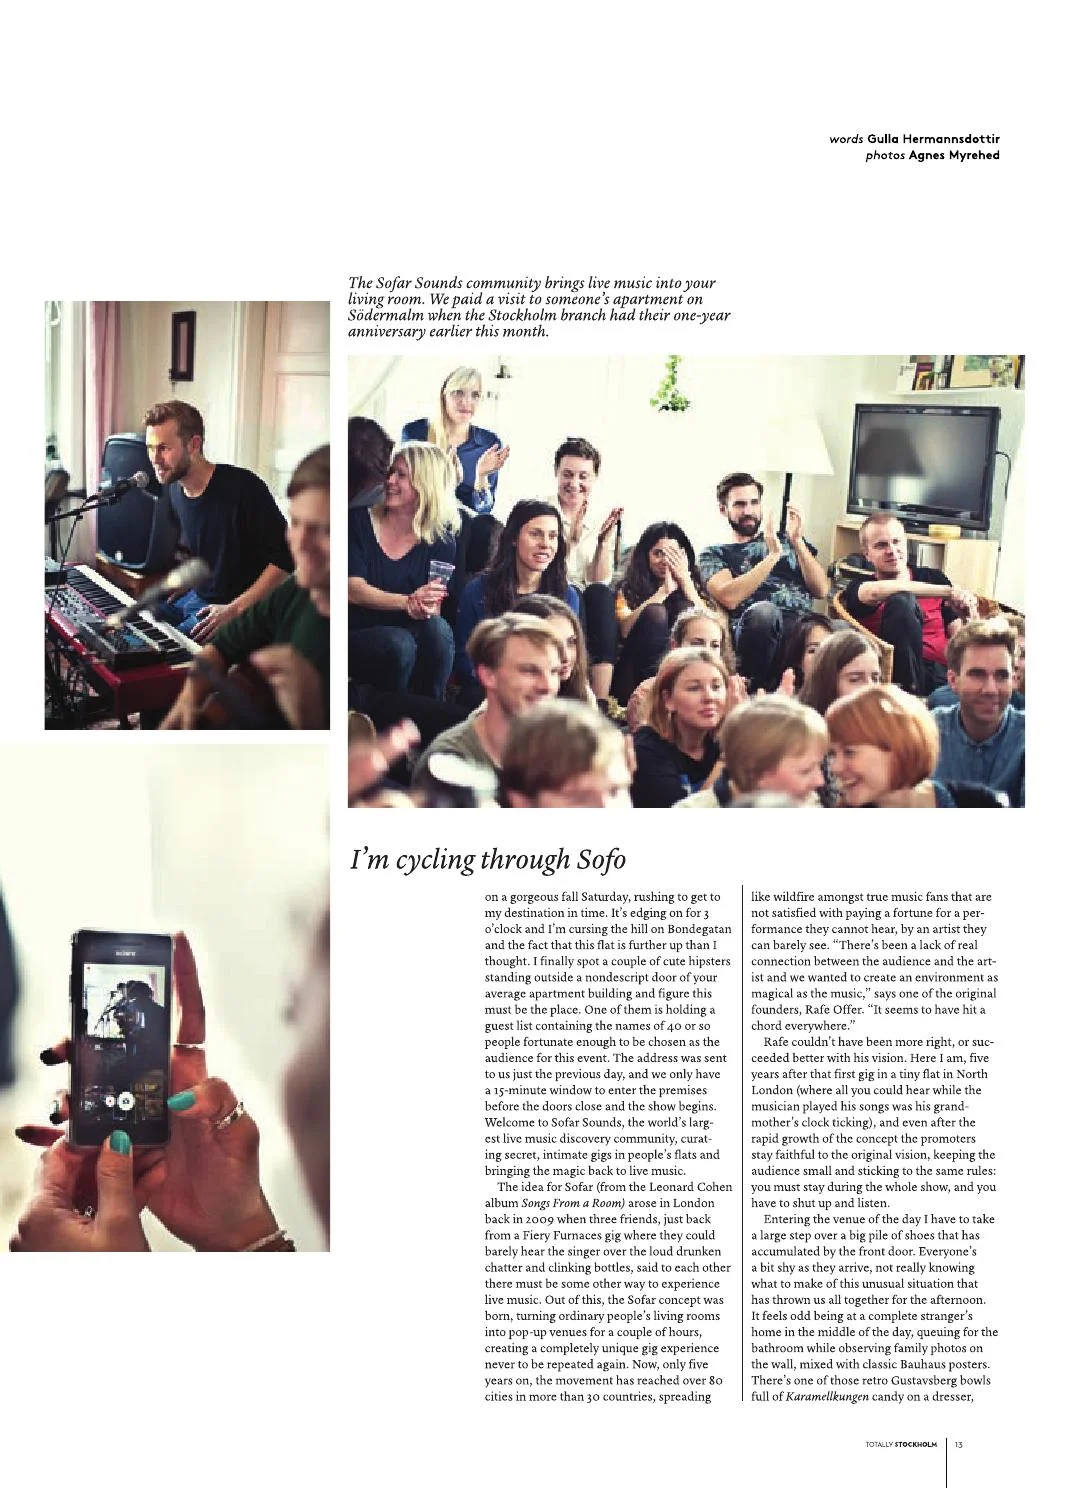 words Gulla Hermannsdottir
photos Agnes Myrehed
The Sofar Sounds community brings live music into your
living room. We paid a visit to someone's apartment on
Södermalm when the Stockholm branch had their one-year
anniversary earlier this month.
SONY
I'm cycling through Sofo
on a gorgeous fall Saturday, rushing to get to
my destination in time. It's edging on for 3
o'clock and I'm cursing the hill on Bondegatan
and the fact that this flat is further up than I
thought. I finally spot a couple of cute hipsters
standing outside a nondescript door of your
average apartment building and figure this
must be the place. One of them is holding a
guest list containing the names of 40 or so
people fortunate enough to be chosen as the
audience for this event. The address was sent
to us just the previous day, and we only have
a 15-minute window to enter the premises
before the doors close and the show begins.
Welcome to Sofar Sounds, the world's larg-
est live music discovery community, curat-
ing secret, intimate gigs in people's flats and
bringing the magic back to live music.
The idea for Sofar (from the Leonard Cohen
album Songs From a Room) arose in London
back in 2009 when three friends, just back
from a Fiery Furnaces gig where they could
barely hear the singer over the loud drunken
chatter and clinking bottles, said to each other
there must be some other way to experience
live music. Out of this, the Sofar concept was
born, turning ordinary people's living rooms
into pop-up venues for a couple of hours,
creating a completely unique gig experience
never to be repeated again. Now, only five
years on, the movement has reached over 80
cities in more than 30 countries, spreading
like wildfire amongst true music fans that are
not satisfied with paying a fortune for a per-
formance they cannot hear, by an artist they
can barely see. “There's been a lack of real
connection between the audience and the art-
ist and we wanted to create an environment as
magical as the music,” says one of the original
founders, Rafe Offer. “It seems to have hit a
chord everywhere.”
Rafe couldn't have been more right, or suc-
ceeded better with his vision. Here I am, five
years after that first gig in a tiny flat in North
London (where all you could hear while the
musician played his songs was his grand-
mother's clock ticking), and even after the
rapid growth of the concept the promoters
stay faithful to the original vision, keeping the
audience small and sticking to the same rules:
you must stay during the whole show, and you
have to shut up and listen.
Entering the venue of the day I have to take
a large step over a big pile of shoes that has
accumulated by the front door. Everyone's
a bit shy as they arrive, not really knowing
what to make of this unusual situation that
has thrown us all together for the afternoon.
It feels odd being at a complete stranger's
home in the middle of the day, queuing for the
bathroom while observing family photos on
the wall, mixed with classic Bauhaus posters.
There's one of those retro Gustavsberg bowls
full of Karamellkungen candy on a dresser,
TOTALLY STOCKHOLM 13